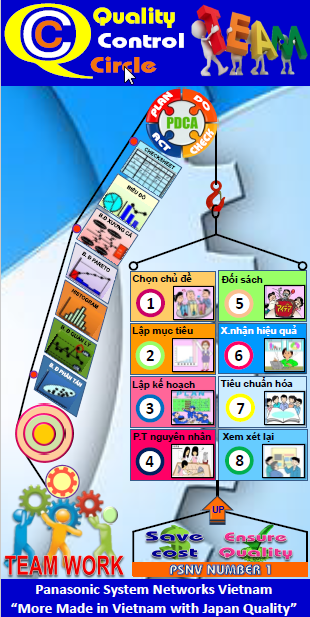 QCC
Quality
Control
Circle
TEAM
PLAN
DO
PDCA
ACT
CHECK
CHECKSHEET
BIỂU ĐỒ
B.Đ XƯƠNG CÁ
B. Đ PARETO
HISTOGRAM
B.Đ QUẢN LÝ
B. Đ PHÂN TÁN
Chọn chủ đề
1
Lập mục tiêu
2
Lập kế hoạch
3
P.T nguyên nhân
4
Đối sách
5
X.nhận hiệu quả
6
Tiêu chuẩn hóa
7
Xem xét lại
8
UP
Save
cost
Ensure
Quality
PSNV NUMBER 1
TEAM WORK
Panasonic System Networks Vietnam
“More Made in Vietnam with Japan Quality”